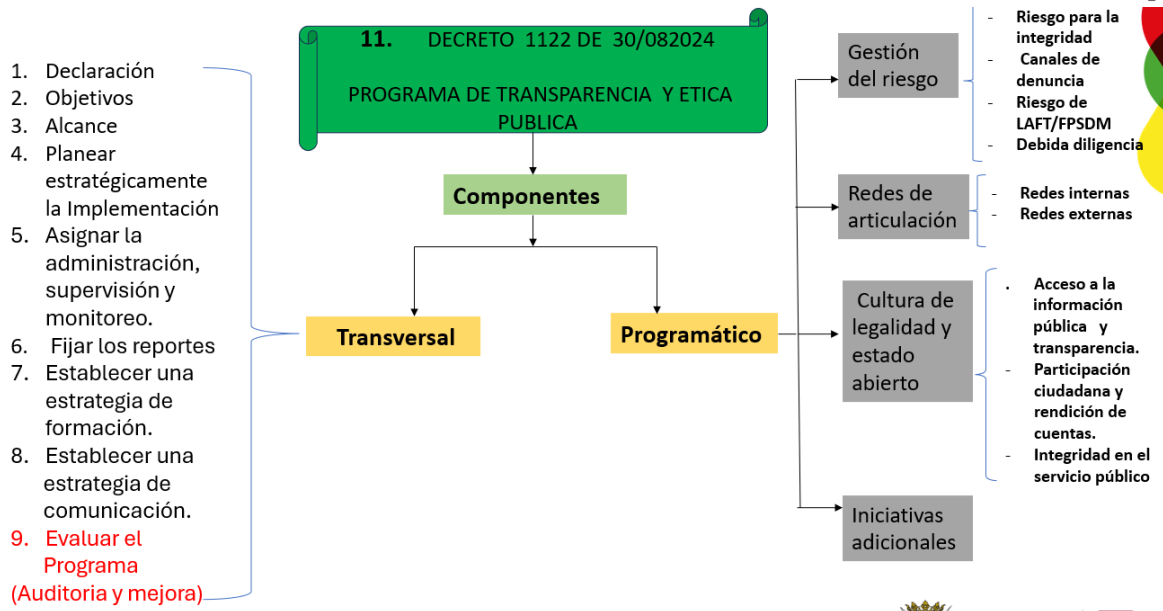 11. DECRETO 1122 DE 30/082024
PROGRAMA DE TRANSPARENCIA Y ETICA
PUBLICA
Componentes
Transversal
Programático
1. Declaración
2. Objetivos
3. Alcance
4. Planear
estratégicamente
la Implementación
5. Asignar la
administración,
supervisión y
monitoreo.
6. Fijar los reportes
7. Establecer una
estrategia de
formación.
8. Establecer una
estrategia de
comunicación.
9. Evaluar el
Programa
(Auditoria y mejora)
Gestión
del riesgo
- Riesgo para la
integridad
- Canales de
denuncia
- Riesgo de
LAFT/FPSDM
- Debida diligencia
Redes de
articulación
- Redes internas
- Redes externas
Cultura de
legalidad y
estado
abierto
. Acceso a la
información
pública y
transparencia.
- Participación
ciudadana y
rendición de
cuentas.
- Integridad en el
servicio público
Iniciativas
adicionales